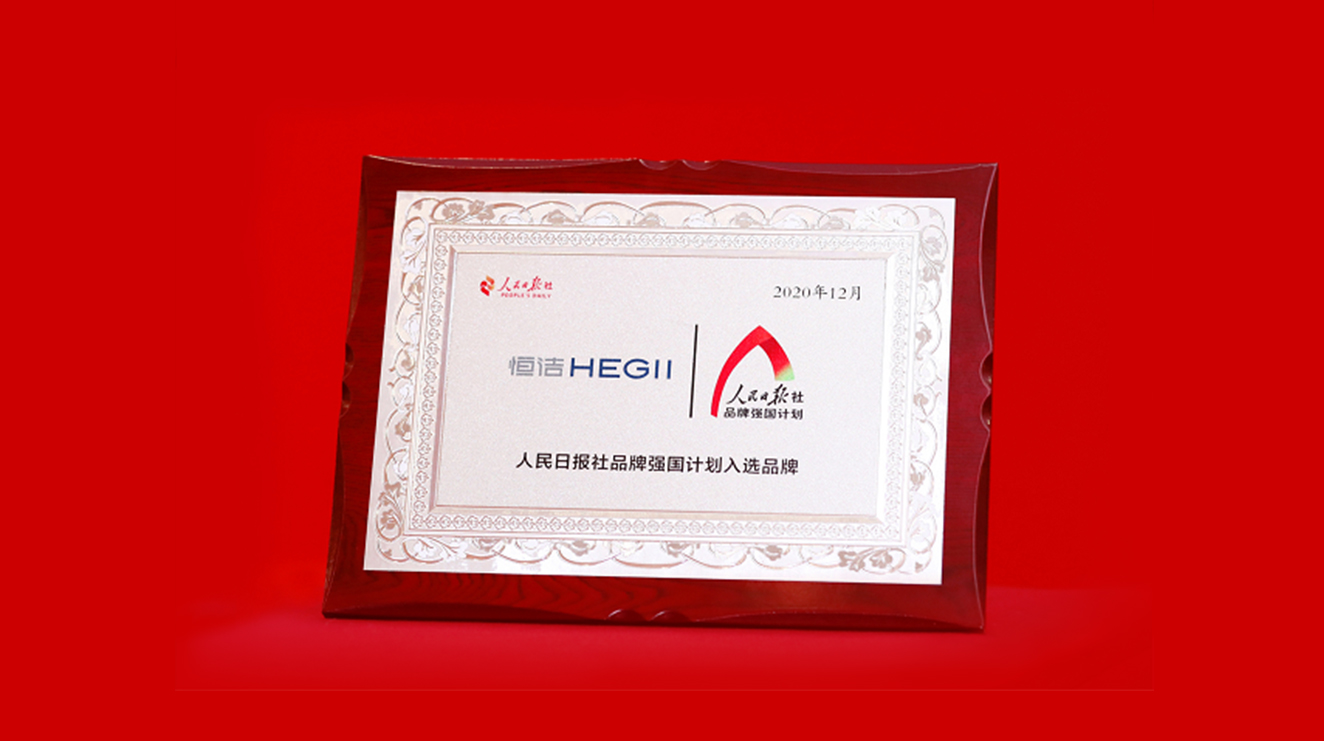 人民日报社
PEOPLE'S DAILY
2020年12月
恒洁HEGII
人民日报社
品牌强国计划
人民日报社品牌强国计划入选品牌